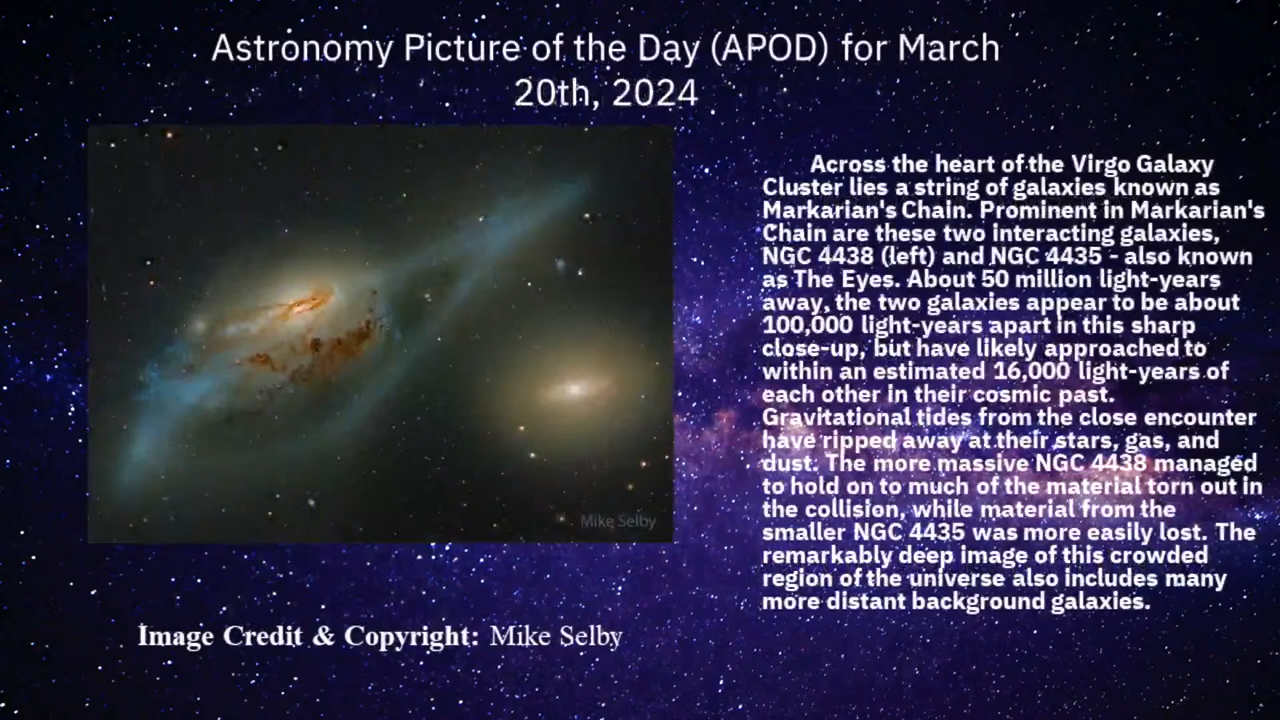 Astronomy Picture of the Day (APOD) for March
20th, 2024
Mike Selby
Image Credit & Copyright: Mike Selby
Across the heart of the Virgo Galaxy
Cluster lies a string of galaxies known as
Markarian's Chain. Prominent in Markarian's
Chain are these two interacting galaxies,
NGC 4438 (left) and NGC 4435 - also known
as The Eyes. About 50 million light-years
away, the two galaxies appear to be about
100,000 light-years apart in this sharp
close-up, but have likely approached to
within an estimated 16,000 light-years of
each other in their cosmic past.
Gravitational tides from the close encounter
have ripped away at their stars, gas, and
dust. The more massive NGC 4438 managed
to hold on to much of the material torn out in
the collision, while material from the
smaller NGC 4435 was more easily lost. The
remarkably deep image of this crowded
region of the universe also includes many
more distant background galaxies.